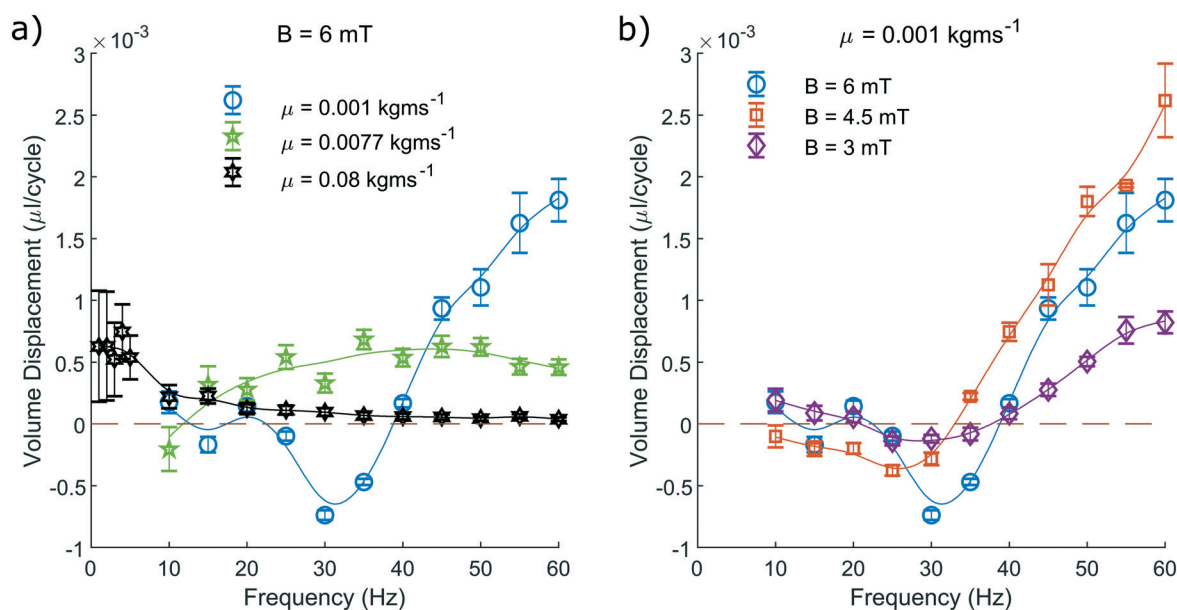 a)
B = 6 mT
× 10⁻³
3
2.5
2
1.5
1
0.5
0
-0.5
-1
Volume Displacement (μl/cycle)
μ = 0.001 kgms⁻¹
μ = 0.0077 kgms⁻¹
μ = 0.08 kgms⁻¹
0 10 20 30 40 50 60
Frequency (Hz)
b)
μ = 0.001 kgms⁻¹
× 10⁻³
3
2.5
2
1.5
1
0.5
0
-0.5
-1
Volume Displacement (μl/cycle)
B = 6 mT
B = 4.5 mT
B = 3 mT
0 10 20 30 40 50 60
Frequency (Hz)